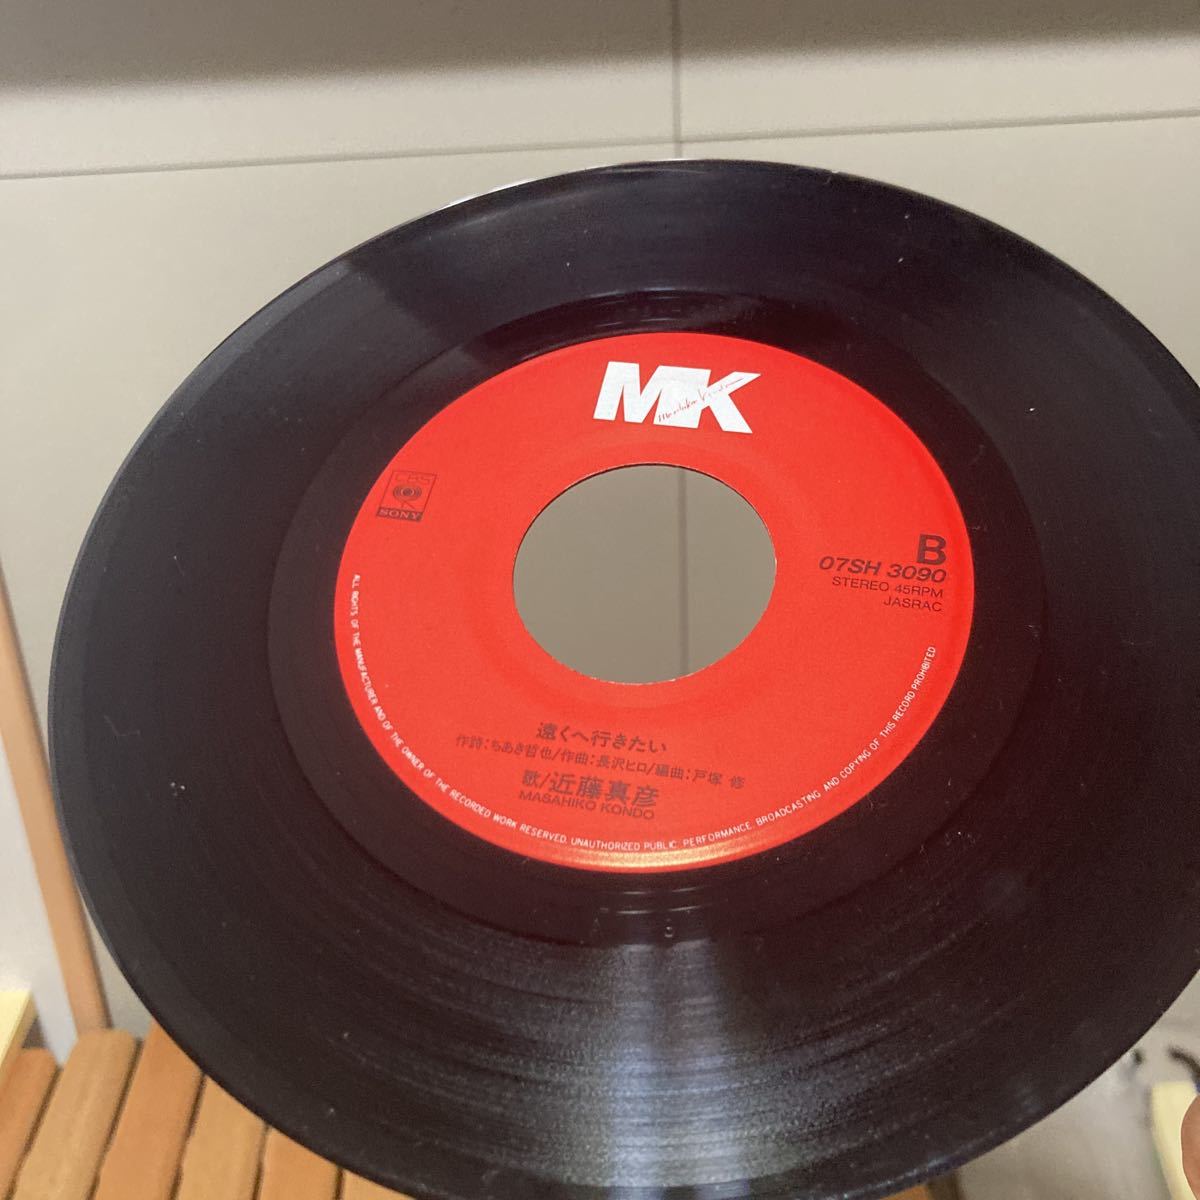 MK
Masahiko Kondo
CBS
SONY
B
07SH 3090
STEREO 45RPM
JASRAC
遠くへ行きたい
作詩：ちあき哲也/作曲：長沢ヒロ/編曲：戸塚 修
歌/近藤真彦
MASAHIKO KONDO
ALL RIGHTS OF THE MANUFACTURER AND OF THE OWNER OF THE RECORDED WORK RESERVED. UNAUTHORIZED PUBLIC PERFORMANCE, BROADCASTING AND COPYING OF THIS RECORD PROHIBITED